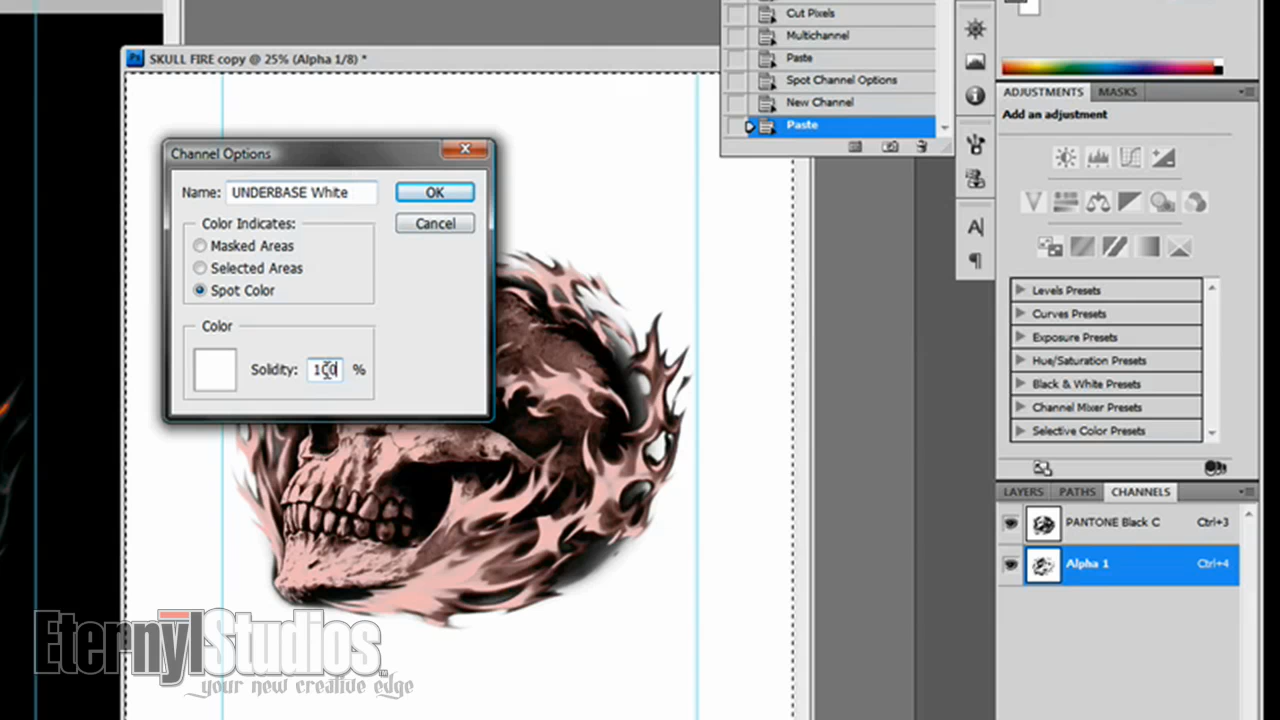 Cut Pixels
Multichannel
Paste
Spot Channel Options
New Channel
Paste
SKULL FIRE copy @ 25% (Alpha 1/8) *
ADJUSTMENTS MASKS
Add an adjustment
Channel Options
Name: UNDERBASE White
OK
Cancel
Color Indicates:
Masked Areas
Selected Areas
Spot Color
Color
Solidity: 100 %
Levels Presets
Curves Presets
Exposure Presets
Hue/Saturation Presets
Black & White Presets
Channel Mixer Presets
Selective Color Presets
LAYERS PATHS CHANNELS
PANTONE Black C Ctrl+3
Alpha 1 Ctrl+4
EternylStudios
your new creative edge